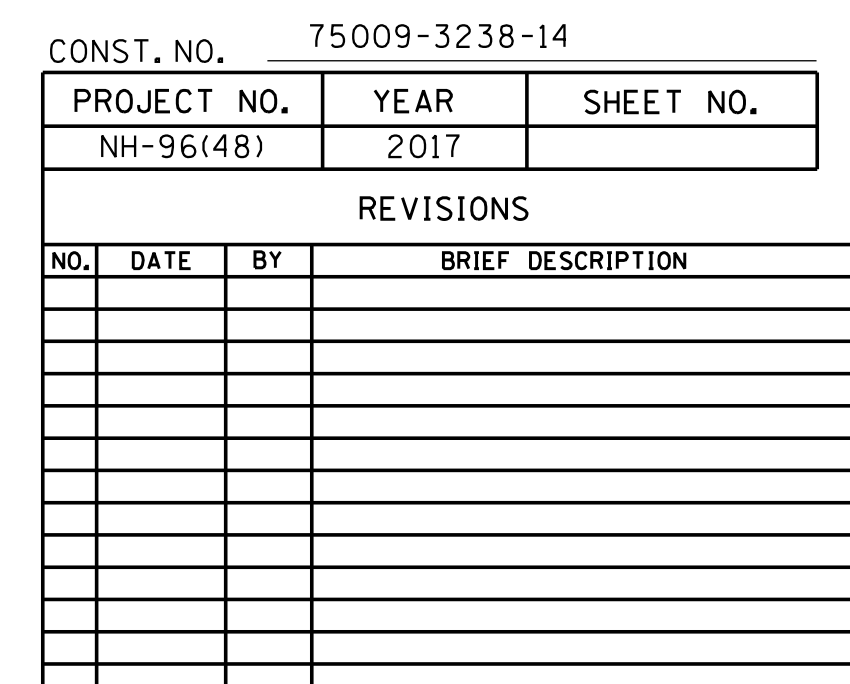 CONST. NO. 75009-3238-14
PROJECT NO. YEAR SHEET NO.
NH-96(48) 2017
REVISIONS
NO. DATE BY BRIEF DESCRIPTION